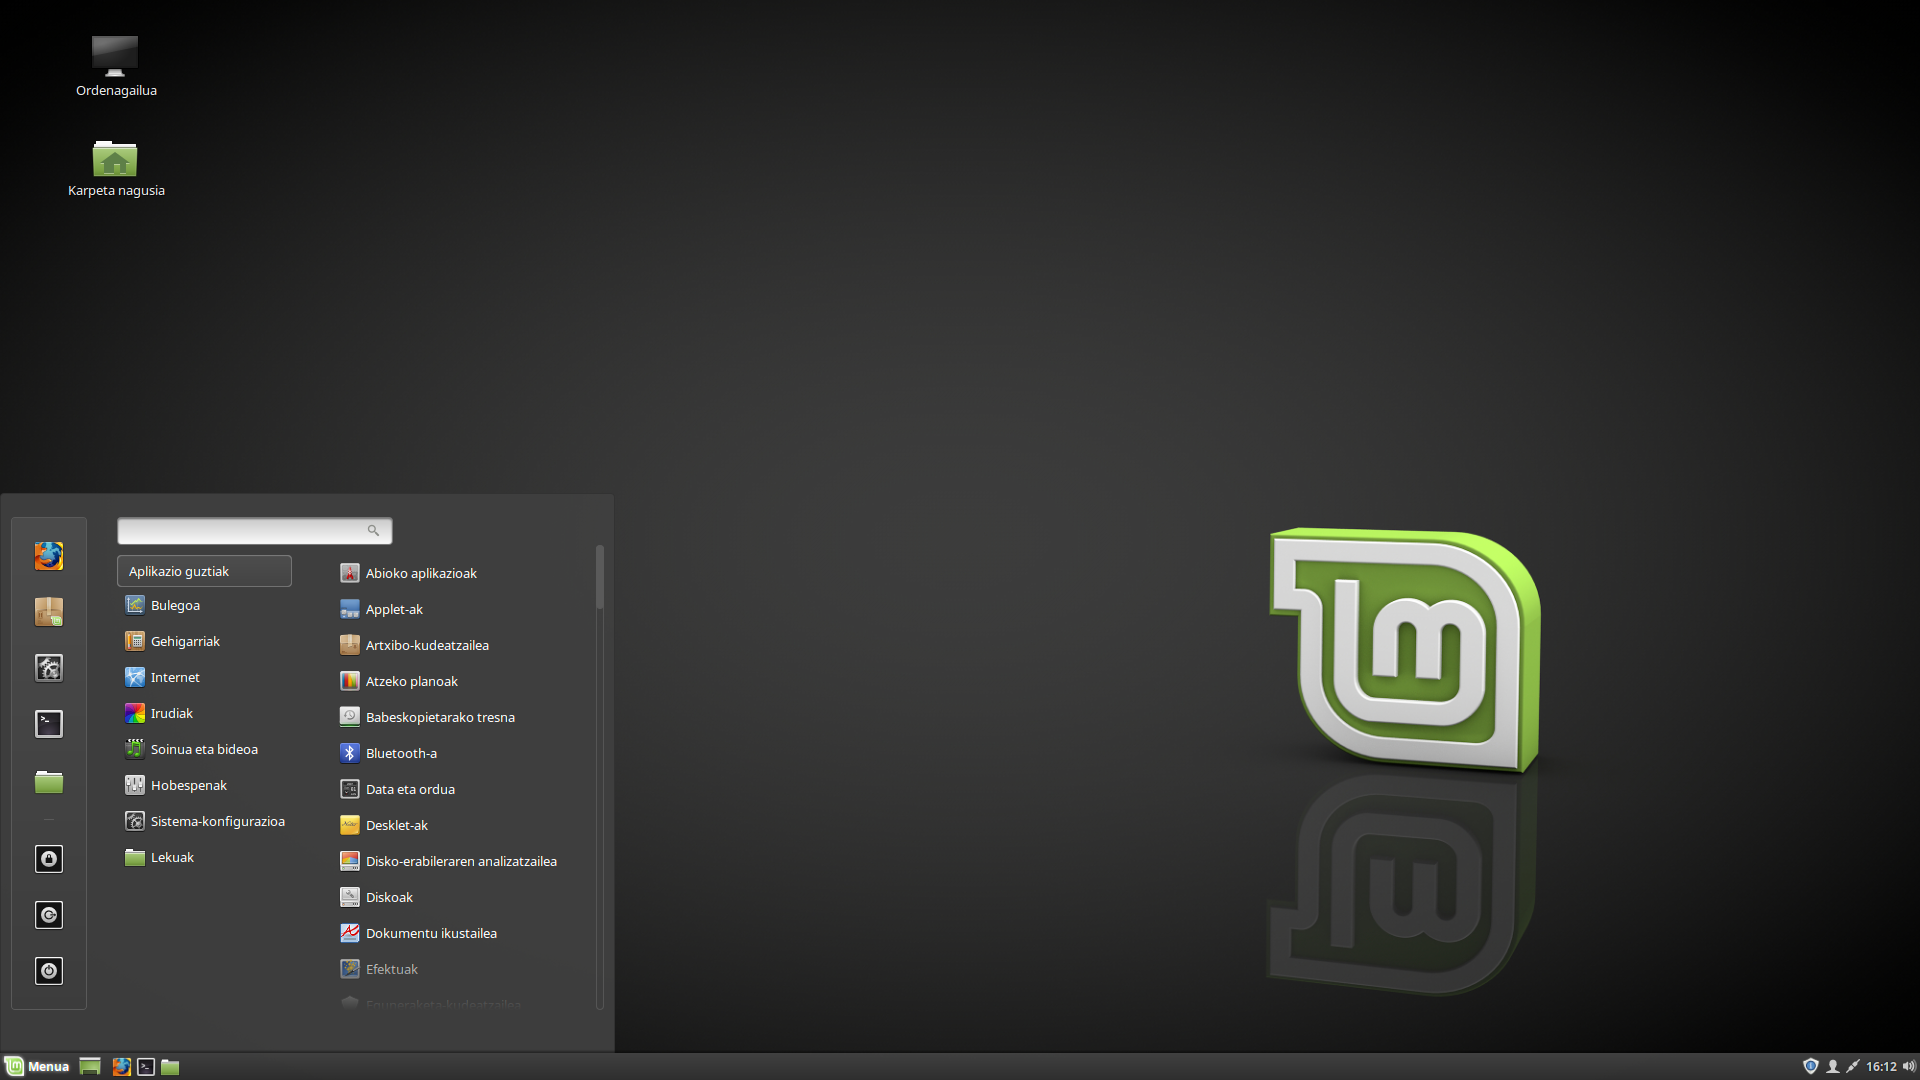 Ordenagailua
Karpeta nagusia
Aplikazio guztiak
Bulegoa
Gehigarriak
Internet
Irudiak
Soinua eta bideoa
Hobespenak
Sistema-konfigurazioa
Lekuak
Abioko aplikazioak
Applet-ak
Artxibo-kudeatzailea
Atzeko planoak
Babeskopietarako tresna
Bluetooth-a
Data eta ordua
Desklet-ak
Disko-erabileraren analizatzailea
Diskoak
Dokumentu ikustailea
Efektuak
Eguneraketa-kudeatzailea
Menua
16:12